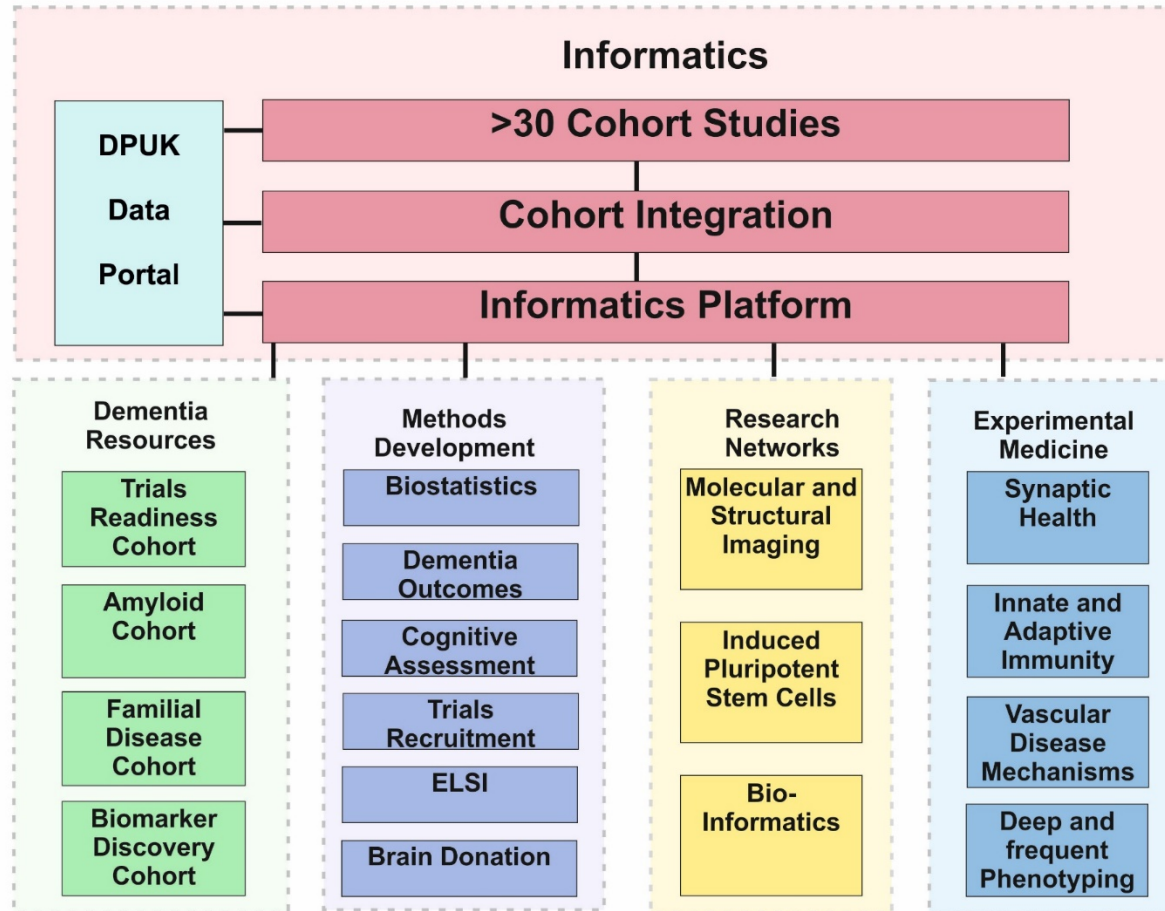 Informatics
DPUK
Data
Portal
>30 Cohort Studies
Cohort Integration
Informatics Platform
Dementia
Resources
Trials
Readiness
Cohort
Amyloid
Cohort
Familial
Disease
Cohort
Biomarker
Discovery
Cohort
Methods
Development
Biostatistics
Dementia
Outcomes
Cognitive
Assessment
Trials
Recruitment
ELSI
Brain Donation
Research
Networks
Molecular and
Structural
Imaging
Induced
Pluripotent
Stem Cells
Bio-
Informatics
Experimental
Medicine
Synaptic
Health
Innate and
Adaptive
Immunity
Vascular
Disease
Mechanisms
Deep and
frequent
Phenotyping